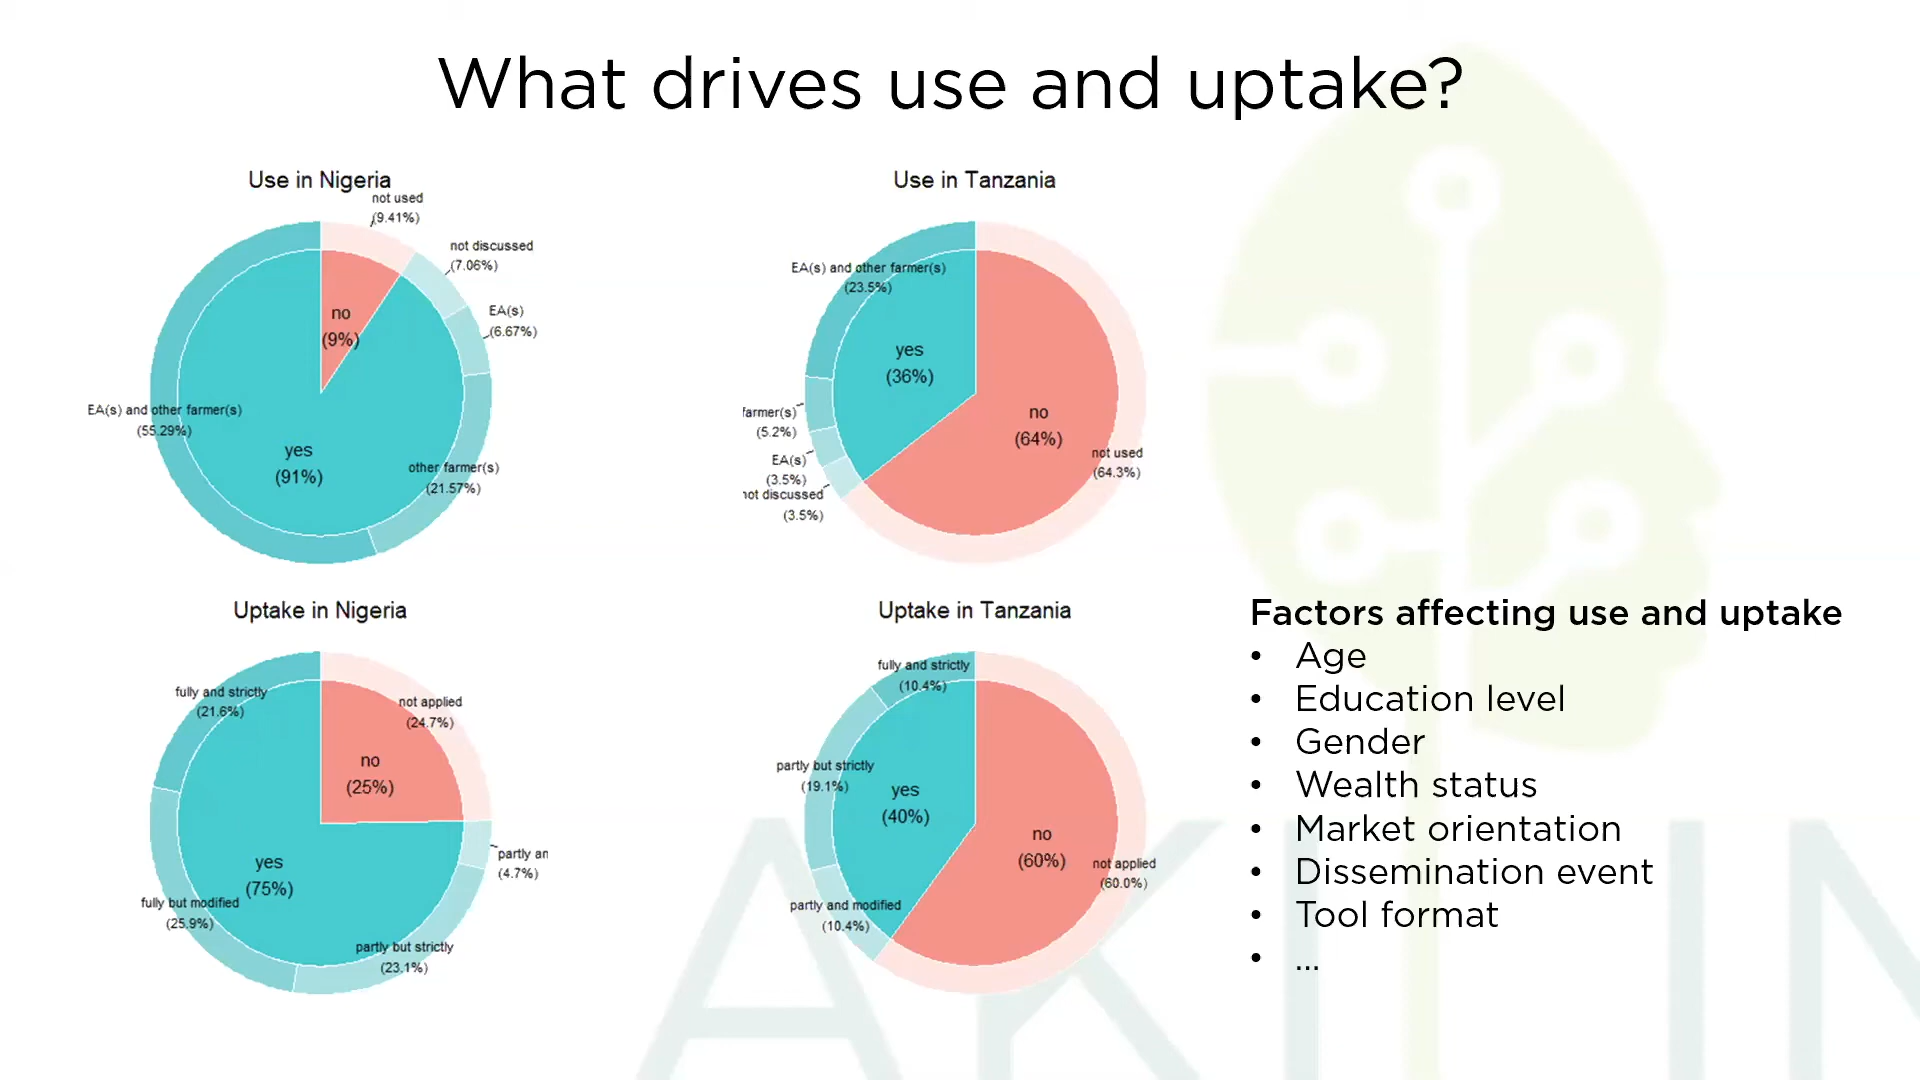 What drives use and uptake?
Use in Nigeria
not used
(9.41%)
not discussed
(7.06%)
EA(s)
(6.67%)
no
(9%)
EA(s) and other farmer(s)
(55.29%)
yes
(91%)
other farmer(s)
(21.57%)
Use in Tanzania
EA(s) and other farmer(s)
(23.5%)
yes
(36%)
farmer(s)
(5.2%)
EA(s)
(3.5%)
not discussed
(3.5%)
no
(64%)
not used
(64.3%)
Uptake in Nigeria
fully and strictly
(21.6%)
not applied
(24.7%)
no
(25%)
partly an
(4.7%)
yes
(75%)
fully but modified
(25.9%)
partly but strictly
(23.1%)
Uptake in Tanzania
fully and strictly
(10.4%)
partly but strictly
(19.1%)
yes
(40%)
no
(60%)
not applied
(60.0%)
partly and modified
(10.4%)
Factors affecting use and uptake
• Age
• Education level
• Gender
• Wealth status
• Market orientation
• Dissemination event
• Tool format
• ...